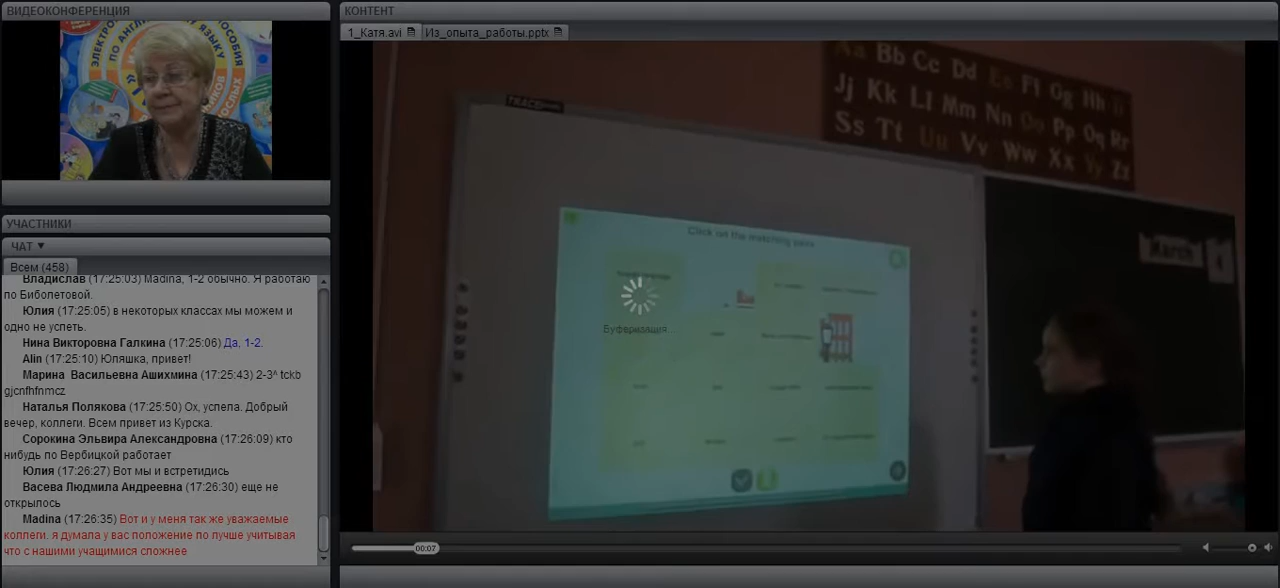 ВИДЕОКОНФЕРЕНЦИЯ
ЭЛЕКТРОН
ПО АНГЛИ
ЯЗЫКУ
ПОСОБИЯ
УЧАСТНИКИ
ЧАТ
Всем (458)
Владислав (17:25:03) Madina, 1-2 обычно. Я работаю
по Биболетовой.
Юлия (17:25:05) в некоторых классах мы можем и
одно не успеть.
Нина Викторовна Галкина (17:25:06) Да, 1-2.
Alin (17:25:10) Юляшка, привет!
Марина Васильевна Ашихмина (17:25:43) 2-3^ tckb
gjcnfhfnmcz
Наталья Полякова (17:25:50) Ох, успела. Добрый
вечер, коллеги. Всем привет из Курска.
Сорокина Эльвира Александровна (17:26:09) кто
нибудь по Вербицкой работает
Юлия (17:26:27) Вот мы и встретидись
Васева Людмила Андреевна (17:26:30) еще не
открылось
Madina (17:26:35) Вот и у меня так же уважаемые
коллеги. я думала у вас положение по лучше учитывая
что с нашими учащимися сложнее
КОНТЕНТ
1_Катя.avi
Из_опыта_работы.pptx
Aa Bb Cc Dd Ee Ff Gg Hh Ii
Jj Kk Ll Mm Nn Oo Pp Qq Rr
Ss Tt Uu Vv Ww Xx Yy Zz
TRACE
Click on the matching pairs
Буферизация...
March 4
00:07